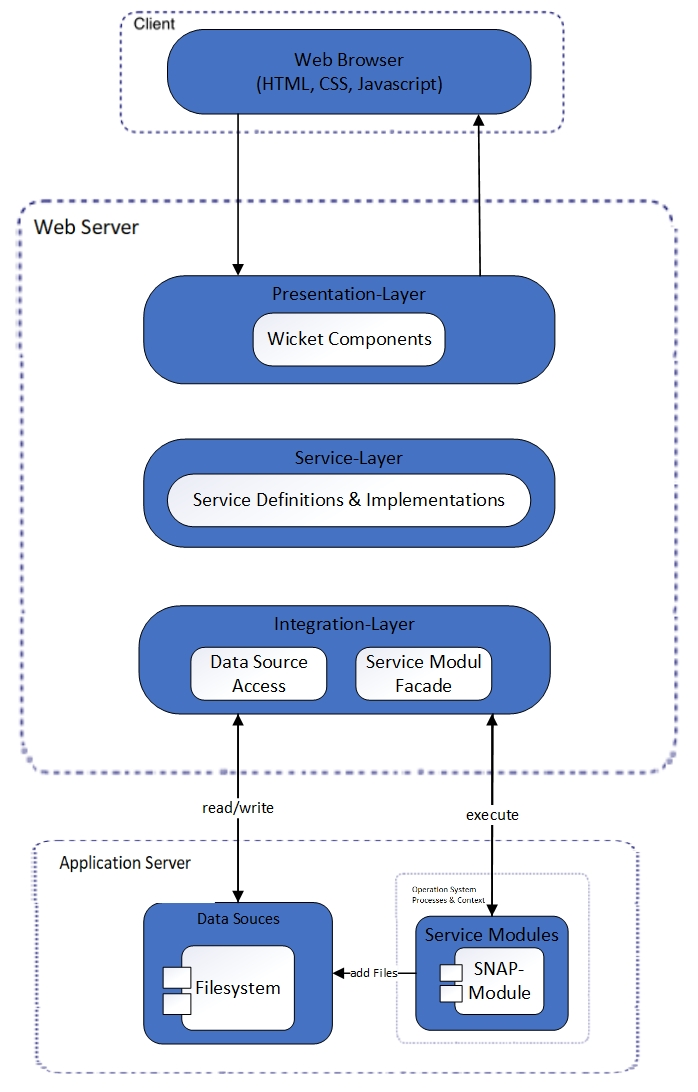 Client
Web Browser
(HTML, CSS, Javascript)
Web Server
Presentation-Layer
Wicket Components
Service-Layer
Service Definitions & Implementations
Integration-Layer
Data Source
Access
Service Modul
Facade
read/write
execute
Application Server
Operation System
Processes & Context
Data Souces
Filesystem
add Files
Service Modules
SNAP-
Module